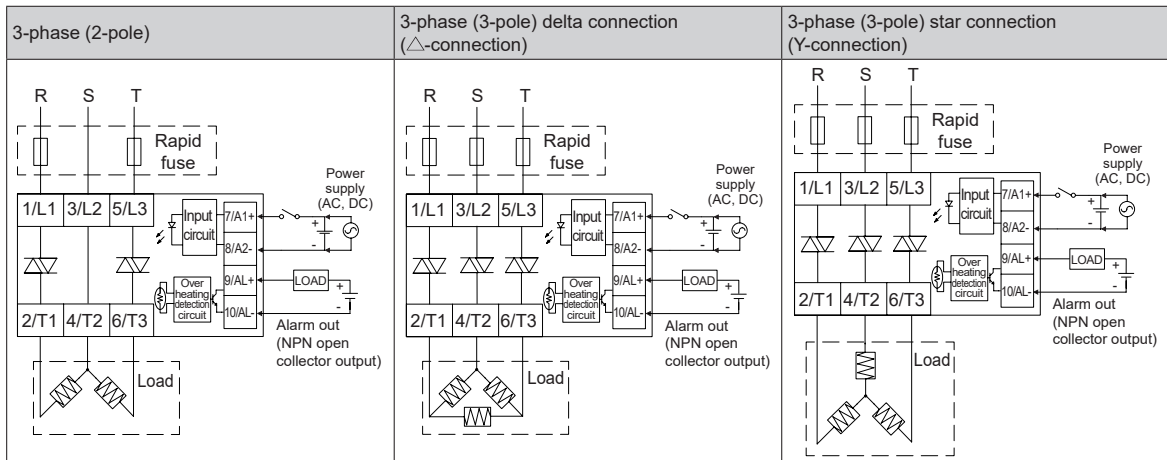 3-phase (2-pole)
3-phase (3-pole) delta connection
(△-connection)
3-phase (3-pole) star connection
(Y-connection)
R S T
Rapid
fuse
Power
supply
(AC, DC)
1/L1 3/L2 5/L3
Input
circuit
7/A1+
+
8/A2-
-
9/AL+
LOAD
+
Over
heating
detection
circuit
10/AL-
-
2/T1 4/T2 6/T3
Alarm out
(NPN open
collector output)
Load
R S T
Rapid
fuse
Power
supply
(AC, DC)
1/L1 3/L2 5/L3
Input
circuit
7/A1+
+
8/A2-
-
9/AL+
LOAD
+
Over
heating
detection
circuit
10/AL-
-
2/T1 4/T2 6/T3
Alarm out
(NPN open
collector output)
Load
R S T
Rapid
fuse
Power
supply
(AC, DC)
1/L1 3/L2 5/L3
Input
circuit
7/A1+
+
8/A2-
-
9/AL+
LOAD
+
Over
heating
detection
circuit
10/AL-
-
2/T1 4/T2 6/T3
Alarm out
(NPN open
collector output)
Load